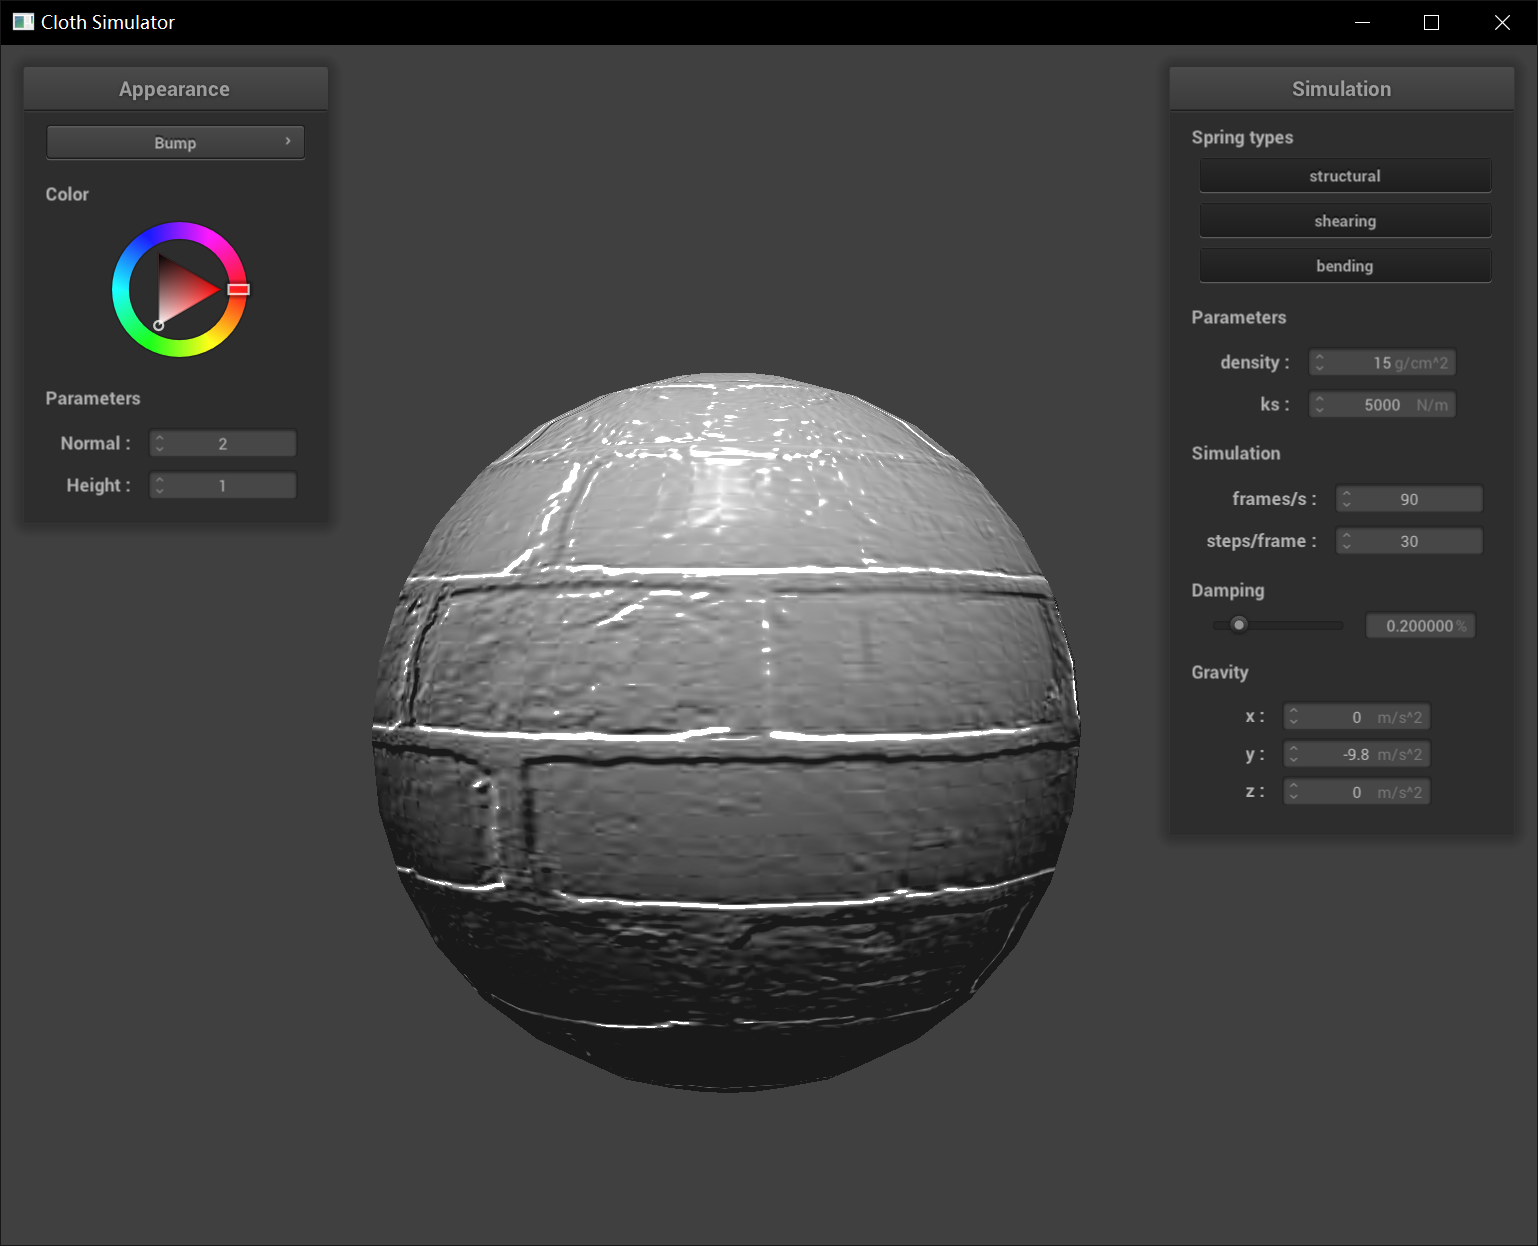 Cloth Simulator
Appearance
Bump
Color
Parameters
Normal : 2
Height : 1
Simulation
Spring types
structural
shearing
bending
Parameters
density : 15 g/cm^2
ks : 5000 N/m
Simulation
frames/s : 90
steps/frame : 30
Damping
0.200000 %
Gravity
x : 0 m/s^2
y : -9.8 m/s^2
z : 0 m/s^2